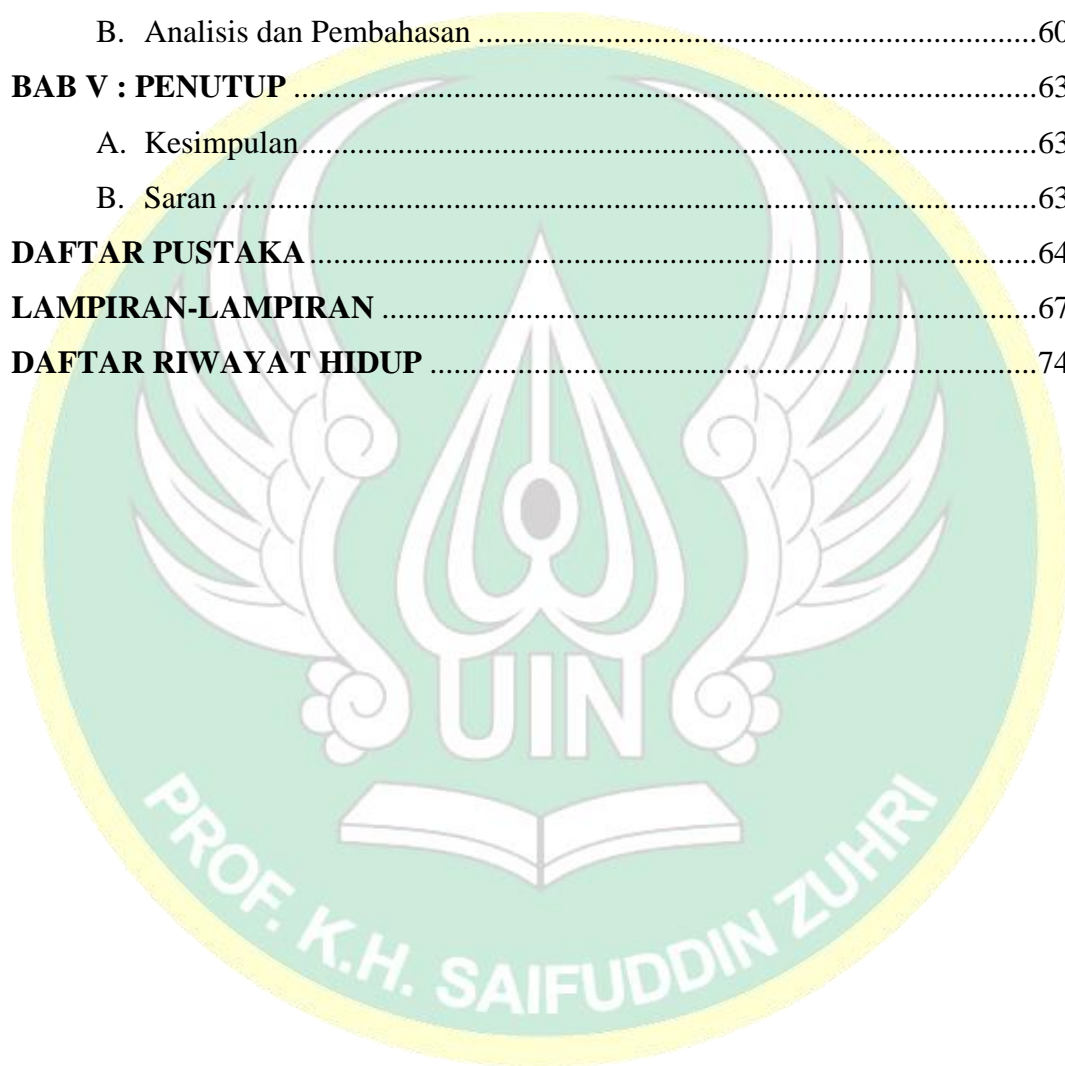 B. Analisis dan Pembahasan ....................................................................... 60
BAB V : PENUTUP ............................................................................................. 63
A. Kesimpulan ............................................................................................ 63
B. Saran ...................................................................................................... 63
DAFTAR PUSTAKA ........................................................................................... 64
LAMPIRAN-LAMPIRAN .................................................................................. 67
DAFTAR RIWAYAT HIDUP ............................................................................. 74
UIN
PROF. K.H. SAIFUDDIN ZUHRI